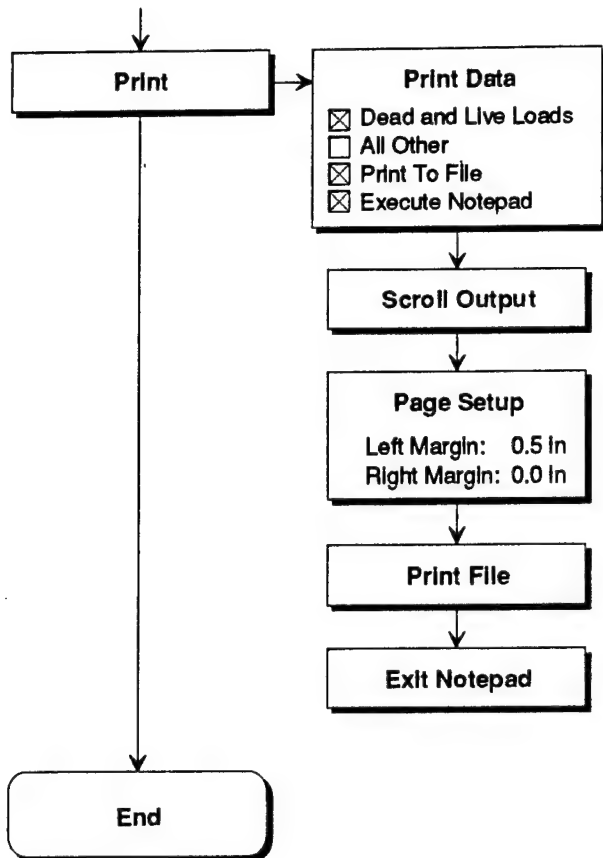 Print
Print Data
Dead and Live Loads
All Other
Print To File
Execute Notepad
Scroll Output
Page Setup
Left Margin: 0.5 in
Right Margin: 0.0 in
Print File
Exit Notepad
End